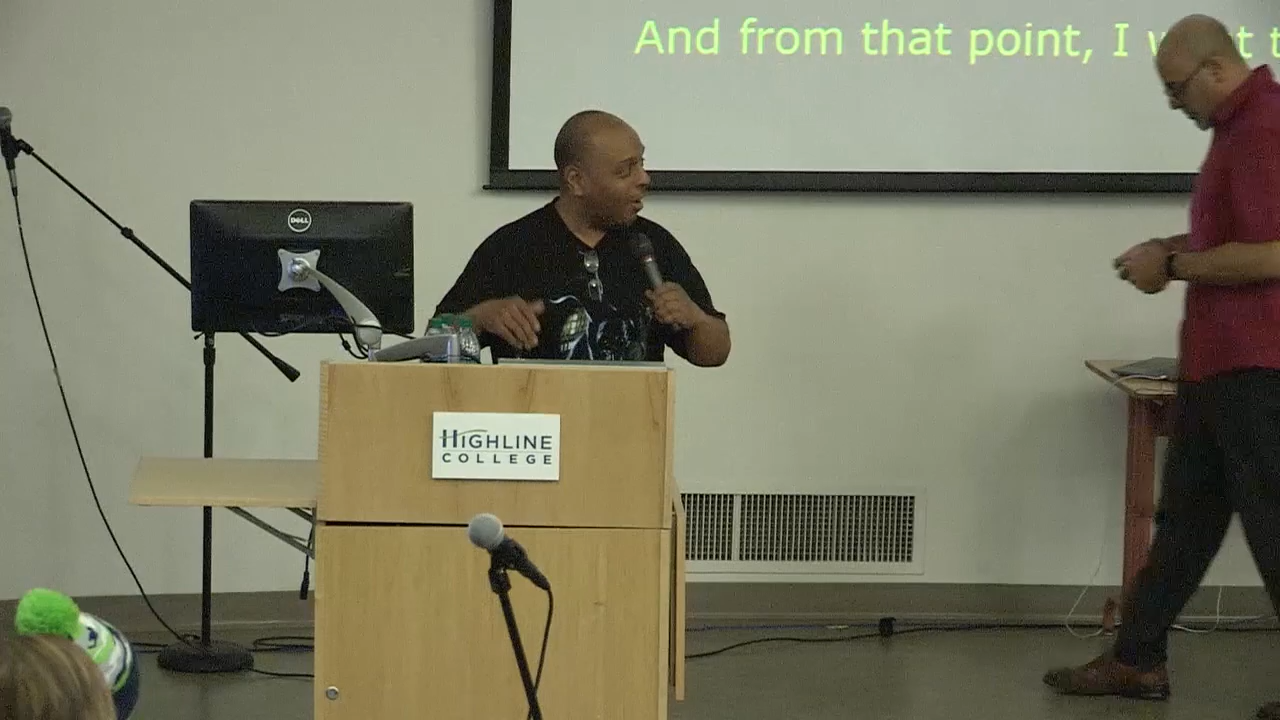 And from that point, I
DELL
HIGHLINE
COLLEGE